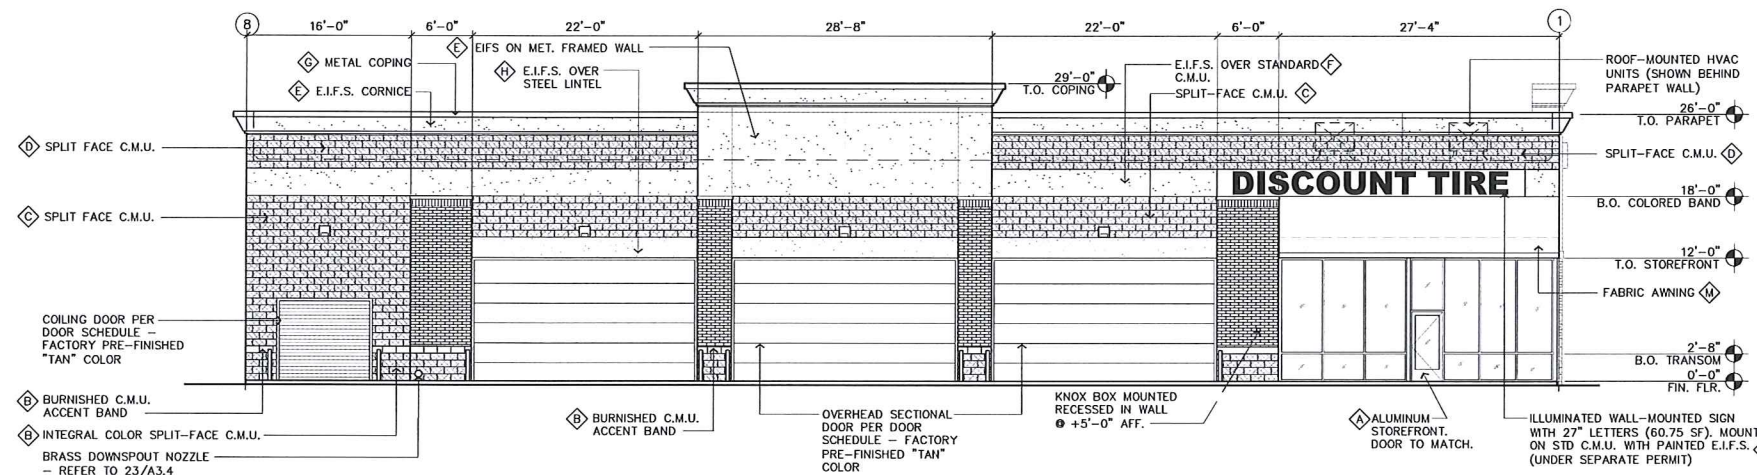 8
16'-0"
6'-0"
22'-0"
28'-8"
22'-0"
6'-0"
27'-4"
1
E EIFS ON MET. FRAMED WALL
G METAL COPING
H E.I.F.S. OVER
STEEL LINTEL
E E.I.F.S. CORNICE
29'-0"
T.O. COPING
E.I.F.S. OVER STANDARD F
C.M.U.
SPLIT-FACE C.M.U. C
ROOF-MOUNTED HVAC
UNITS (SHOWN BEHIND
PARAPET WALL)
26'-0"
T.O. PARAPET
D SPLIT FACE C.M.U.
SPLIT-FACE C.M.U. D
DISCOUNT TIRE
18'-0"
B.O. COLORED BAND
C SPLIT FACE C.M.U.
12'-0"
T.O. STOREFRONT
FABRIC AWNING M
COILING DOOR PER
DOOR SCHEDULE –
FACTORY PRE-FINISHED
"TAN" COLOR
2'-8"
B.O. TRANSOM
0'-0"
FIN. FLR.
B BURNISHED C.M.U.
ACCENT BAND
B INTEGRAL COLOR SPLIT-FACE C.M.U.
BRASS DOWNSPOUT NOZZLE
– REFER TO 23/A3.4
B BURNISHED C.M.U.
ACCENT BAND
OVERHEAD SECTIONAL
DOOR PER DOOR
SCHEDULE – FACTORY
PRE-FINISHED "TAN"
COLOR
KNOX BOX MOUNTED
RECESSED IN WALL
@ +5'-0" AFF.
A ALUMINUM
STOREFRONT.
DOOR TO MATCH.
ILLUMINATED WALL-MOUNTED SIGN
WITH 27" LETTERS (60.75 SF). MOUNT
ON STD C.M.U. WITH PAINTED E.I.F.S.
(UNDER SEPARATE PERMIT)